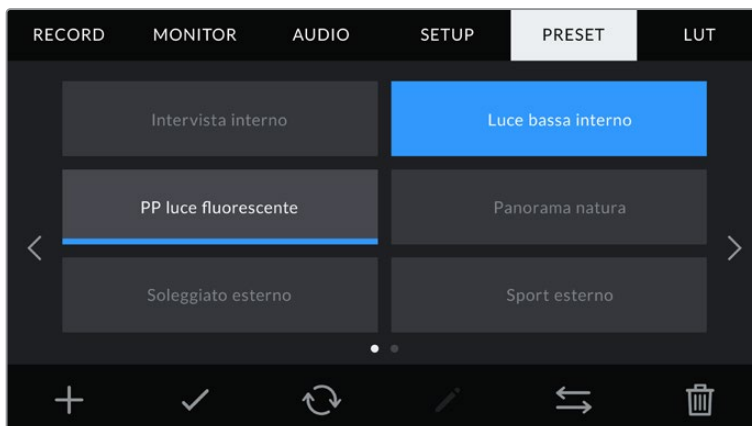 RECORD MONITOR AUDIO SETUP PRESET LUT
Intervista interno Luce bassa interno
PP luce fluorescente Panorama natura
Soleggiato esterno Sport esterno